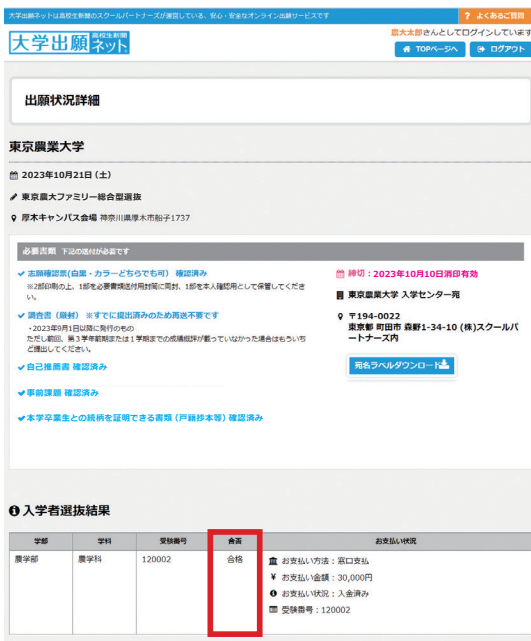 大学出願ネットは高校生新聞のスクールパートナーズが運営している、安心・安全なオンライン出願サービスです
? よくあるご質問
大学出願ネット
高校生新聞
農大太郎さんとしてログインしています
TOPページへ
ログアウト
出願状況詳細
東京農業大学
2023年10月21日(土)
東京農大ファミリー総合型選抜
厚木キャンパス会場 神奈川県厚木市船子1737
必要書類 下記の送付が必要です
志願確認票(白黒・カラーどちらでも可) 確認済み
※2部印刷の上、1部を必要書類送付用封筒に同封、1部を本人確認用として保管してくださ
い。
調査書(厳封) ※すでに提出済みのため再送不要です
・2023年9月1日以降に発行のもの
ただし前回、第3学年前期または1学期までの成績概評が載っていなかった場合はもういち
ど提出してください。
自己推薦書 確認済み
事前課題 確認済み
本学卒業生との続柄を証明できる書類(戸籍抄本等) 確認済み
締切:2023年10月10日消印有効
東京農業大学 入学センター宛
〒194-0022
東京都 町田市 森野1-34-10 (株)スクールパ
ートナーズ内
宛名ラベルダウンロード
入学者選抜結果
学部 学科 受験番号 合否 お支払い状況
農学部 農学科 120002 合格 お支払い方法:窓口支払
¥ お支払い金額:30,000円
お支払い状況:入金済み
受験番号:120002